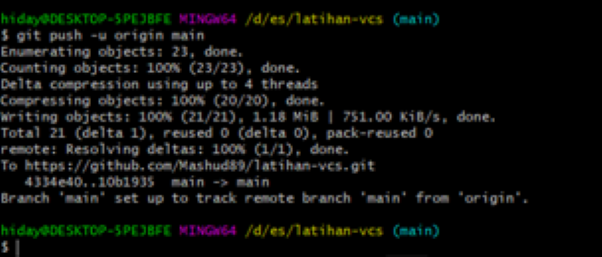 hiday@DESKTOP-5PEJBFE MINGW64 /d/es/latihan-vcs (main)
$ git push -u origin main
Enumerating objects: 23, done.
Counting objects: 100% (23/23), done.
Delta compression using up to 4 threads
Compressing objects: 100% (20/20), done.
Writing objects: 100% (21/21), 1.18 MiB | 751.00 KiB/s, done.
Total 21 (delta 1), reused 0 (delta 0), pack-reused 0
remote: Resolving deltas: 100% (1/1), done.
To https://github.com/Mashud89/latihan-vcs.git
   4334e40..10b1935  main -> main
Branch 'main' set up to track remote branch 'main' from 'origin'.
hiday@DESKTOP-5PEJBFE MINGW64 /d/es/latihan-vcs (main)
$